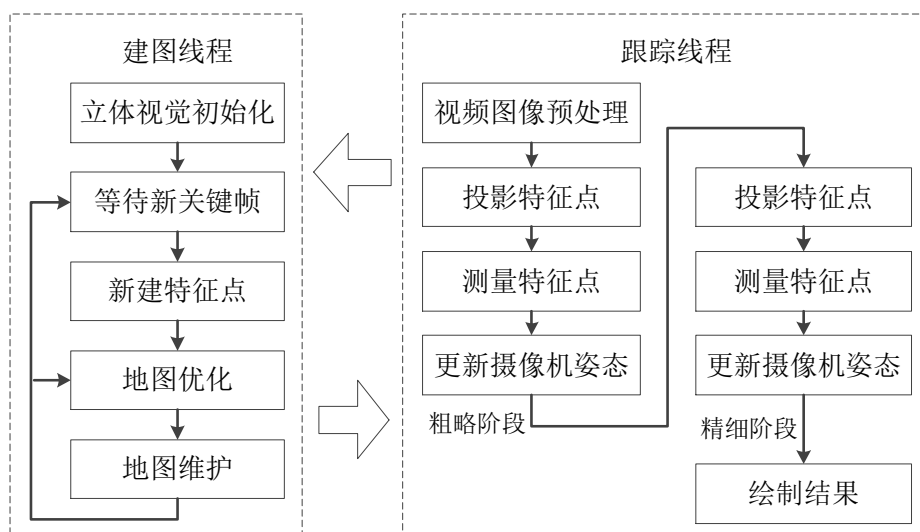 建图线程
立体视觉初始化
等待新关键帧
新建特征点
地图优化
地图维护
跟踪线程
视频图像预处理
投影特征点
测量特征点
更新摄像机姿态
粗略阶段
投影特征点
测量特征点
更新摄像机姿态
精细阶段
绘制结果